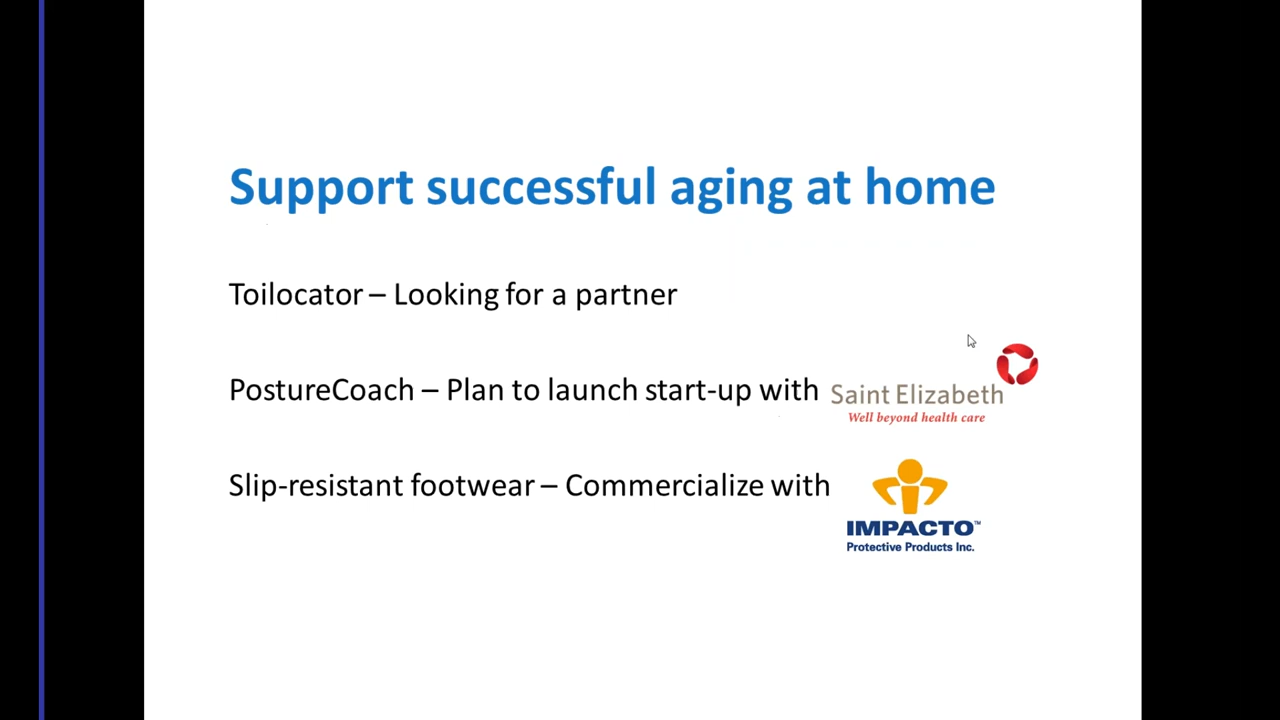 Support successful aging at home
Toilocator – Looking for a partner
PostureCoach – Plan to launch start-up with
Saint Elizabeth
Well beyond health care
Slip-resistant footwear – Commercialize with
IMPACTO™
Protective Products Inc.